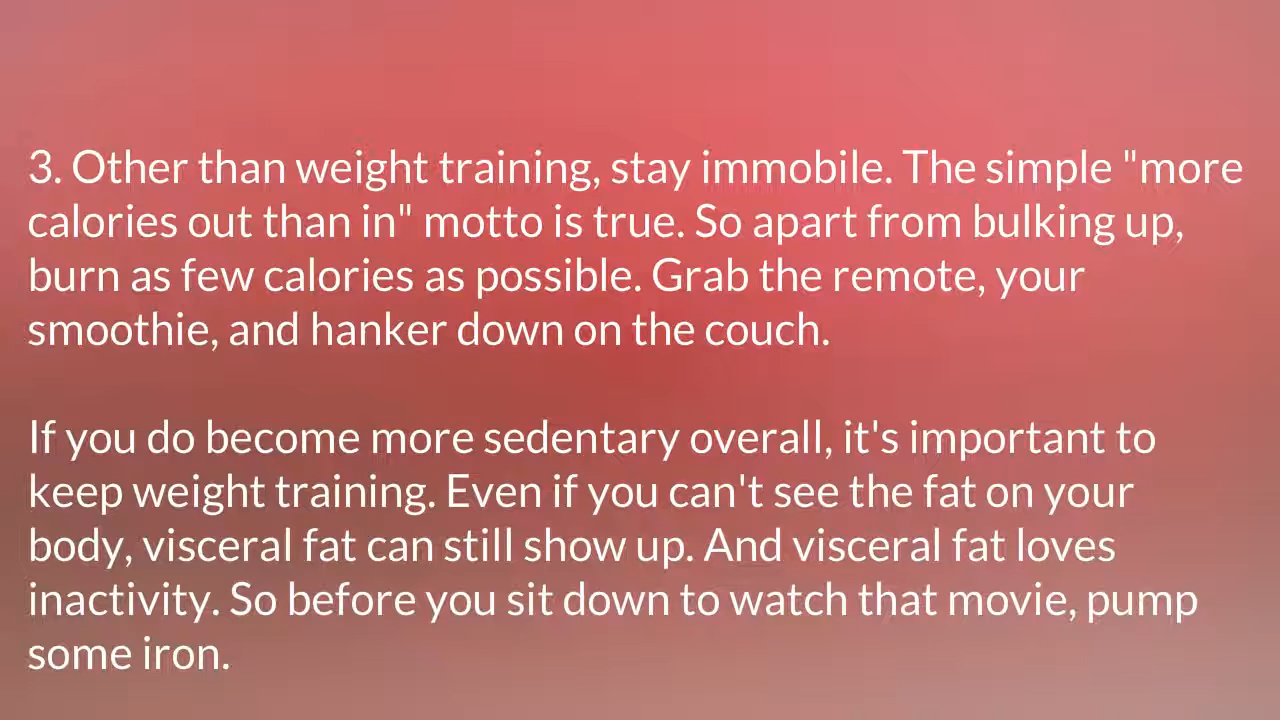 3. Other than weight training, stay immobile. The simple "more
calories out than in" motto is true. So apart from bulking up,
burn as few calories as possible. Grab the remote, your
smoothie, and hanker down on the couch.
If you do become more sedentary overall, it's important to
keep weight training. Even if you can't see the fat on your
body, visceral fat can still show up. And visceral fat loves
inactivity. So before you sit down to watch that movie, pump
some iron.